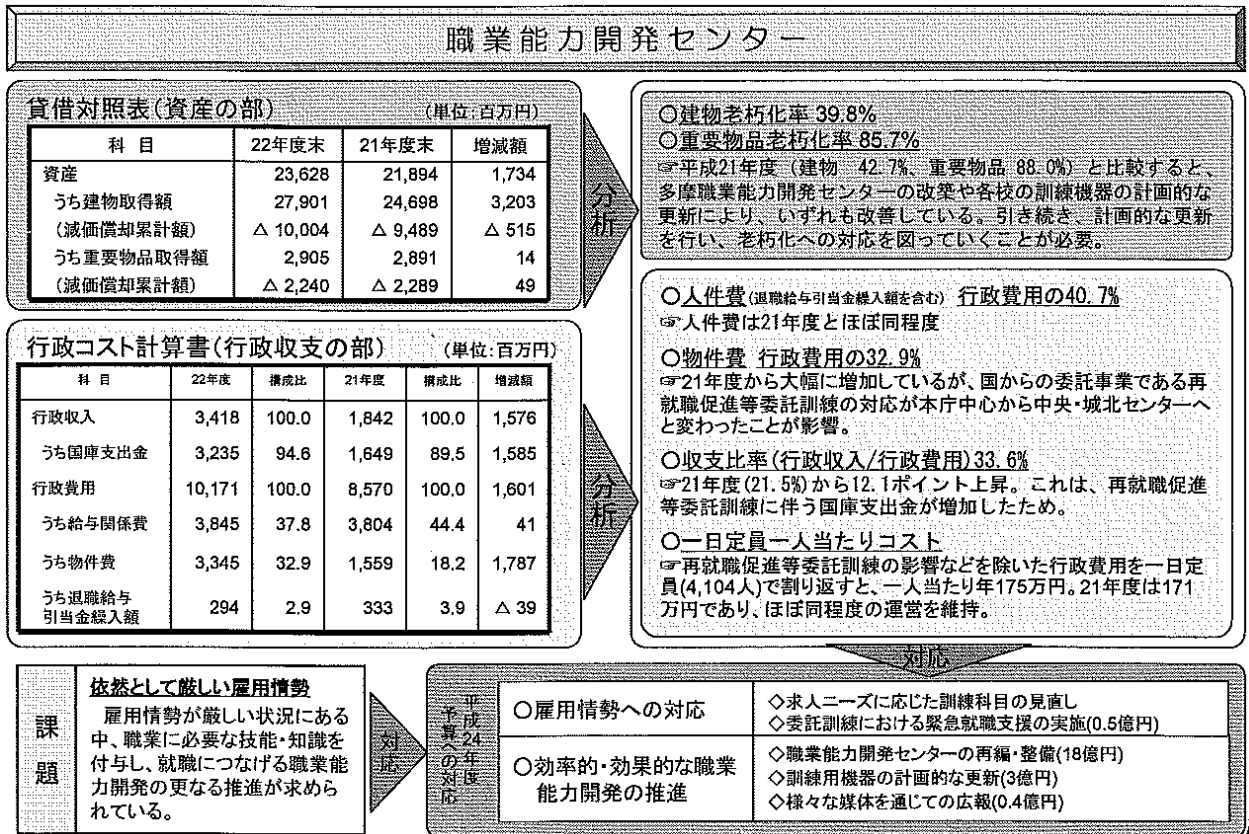 職業能力開発センター
貸借対照表(資産の部) (単位:百万円)
科 目 22年度末 21年度末 増減額
資産 23,628 21,894 1,734
うち建物取得額 27,901 24,698 3,203
(減価償却累計額) △ 10,004 △ 9,489 △ 515
うち重要物品取得額 2,905 2,891 14
(減価償却累計額) △ 2,240 △ 2,289 49
分析
○建物老朽化率 39.8%
○重要物品老朽化率 85.7%
☞平成21年度(建物 42.7%、重要物品 88.0%)と比較すると、
多摩職業能力開発センターの改築や各校の訓練機器の計画的な
更新により、いずれも改善している。引き続き、計画的な更新
を行い、老朽化への対応を図っていくことが必要。
行政コスト計算書(行政収支の部) (単位:百万円)
科 目 22年度 構成比 21年度 構成比 増減額
行政収入 3,418 100.0 1,842 100.0 1,576
うち国庫支出金 3,235 94.6 1,649 89.5 1,585
行政費用 10,171 100.0 8,570 100.0 1,601
うち給与関係費 3,845 37.8 3,804 44.4 41
うち物件費 3,345 32.9 1,559 18.2 1,787
うち退職給与
引当金繰入額 294 2.9 333 3.9 △ 39
分析
○人件費(退職給与引当金繰入額を含む) 行政費用の40.7%
☞人件費は21年度とほぼ同程度
○物件費 行政費用の32.9%
☞21年度から大幅に増加しているが、国からの委託事業である再
就職促進等委託訓練の対応が本庁中心から中央・城北センターへ
と変わったことが影響。
○収支比率(行政収入/行政費用)33.6%
☞21年度(21.5%)から12.1ポイント上昇。これは、再就職促進
等委託訓練に伴う国庫支出金が増加したため。
○一日定員一人当たりコスト
☞再就職促進等委託訓練の影響などを除いた行政費用を一日定
員(4,104人)で割り返すと、一人当たり年175万円。21年度は171
万円であり、ほぼ同程度の運営を維持。
対応
課題
依然として厳しい雇用情勢
雇用情勢が厳しい状況にある
中、職業に必要な技能・知識を
付与し、就職につなげる職業能
力開発の更なる推進が求めら
れている。
対応
平成24年度
予算への対応
○雇用情勢への対応
◇求人ニーズに応じた訓練科目の見直し
◇委託訓練における緊急就職支援の実施(0.5億円)
○効率的・効果的な職業
能力開発の推進
◇職業能力開発センターの再編・整備(18億円)
◇訓練用機器の計画的な更新(3億円)
◇様々な媒体を通じての広報(0.4億円)